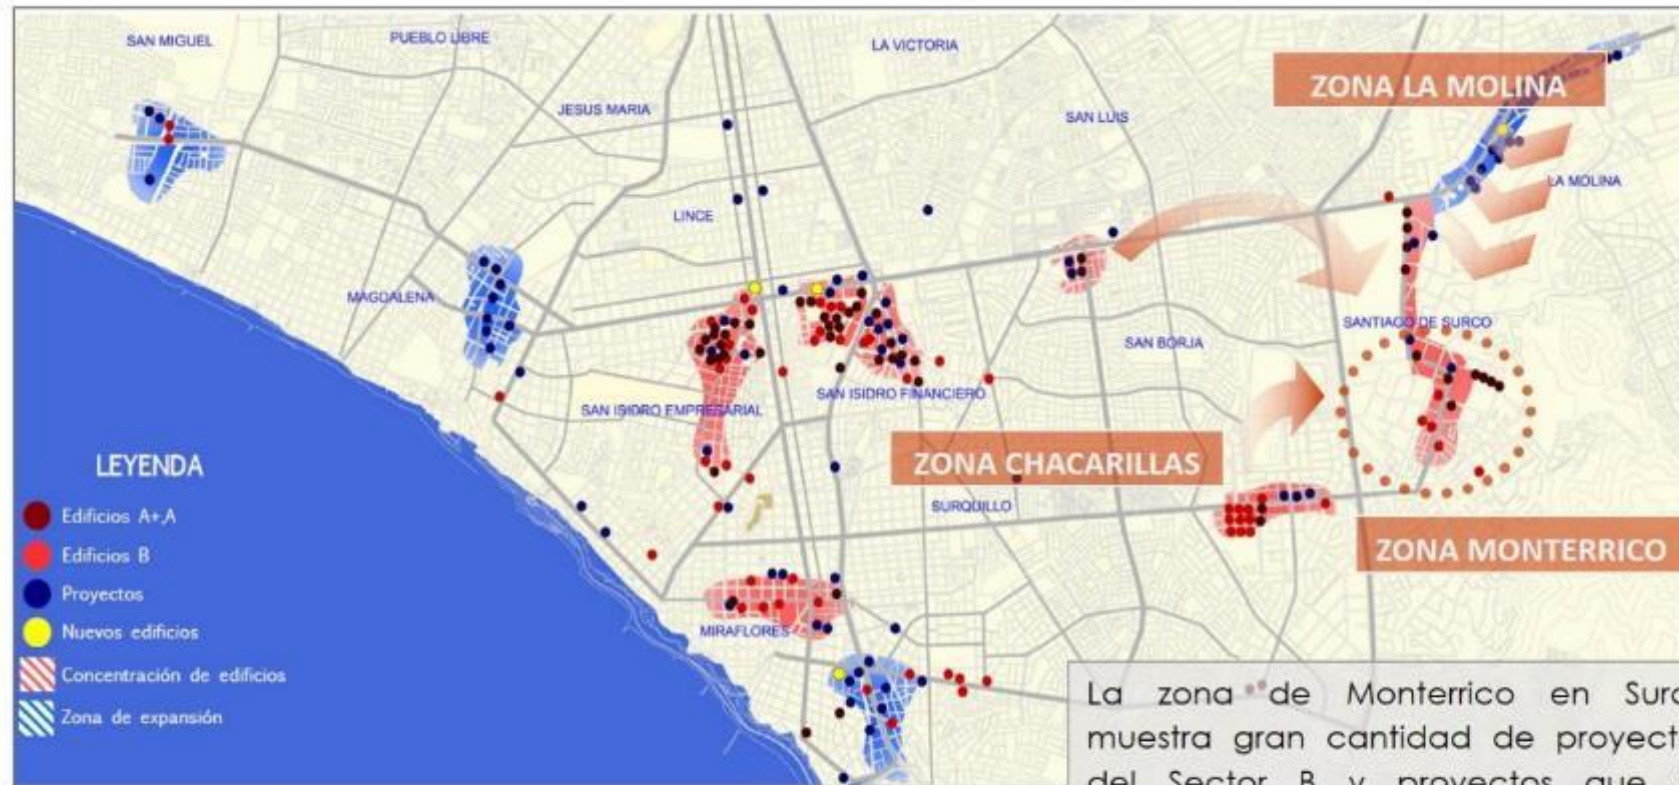 SAN MIGUEL
PUEBLO LIBRE
LA VICTORIA
ZONA LA MOLINA
JESUS MARIA
SAN LUIS
LA MOLINA
LINCE
MAGDALENA
SANTIAGO DE SURCO
SAN BORJA
SAN ISIDRO EMPRESARIAL
SAN ISIDRO FINANCIERO
ZONA CHACARILLAS
SURQUILLO
ZONA MONTERRICO
MIRAFLORES
LEYENDA
Edificios A+,A
Edificios B
Proyectos
Nuevos edificios
Concentración de edificios
Zona de expansión
La zona de Monterrico en
muestra gran cantidad de
del Sector B y proyectos que